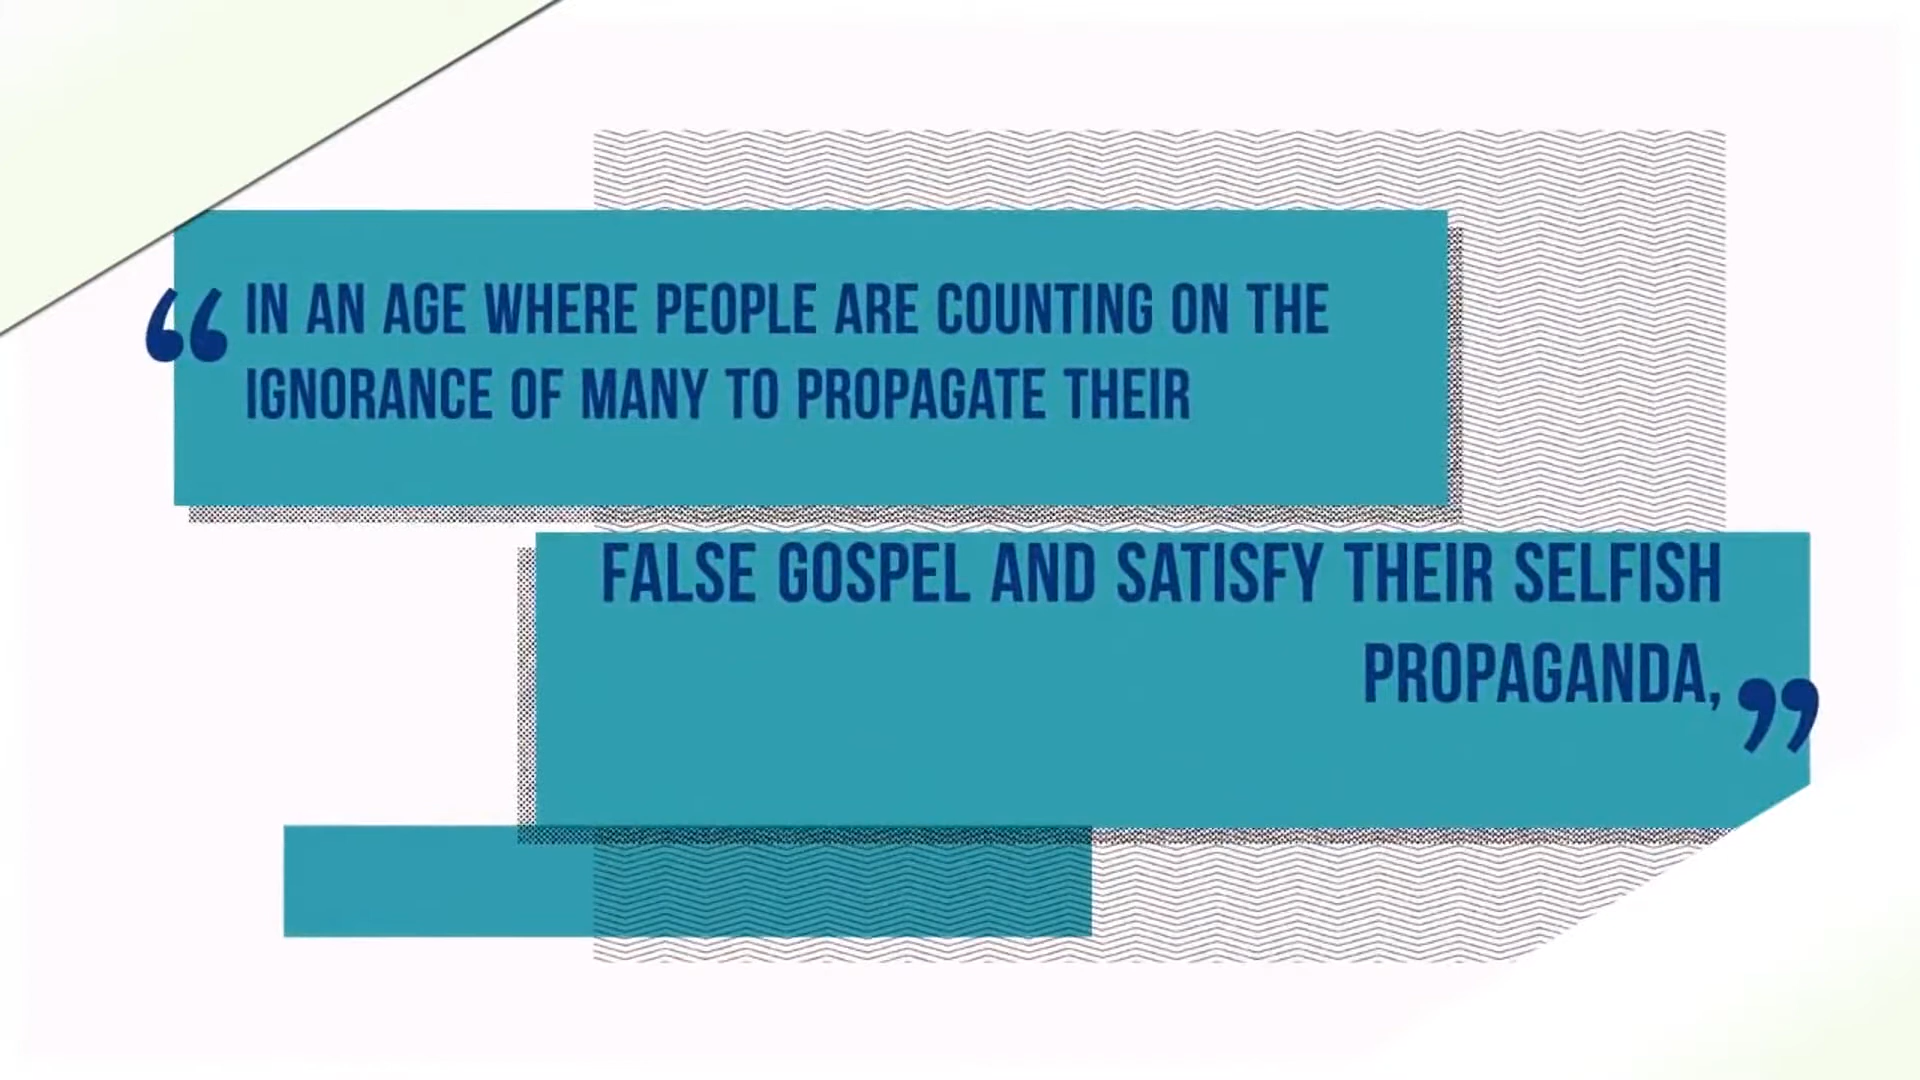 “IN AN AGE WHERE PEOPLE ARE COUNTING ON THE
IGNORANCE OF MANY TO PROPAGATE THEIR
FALSE GOSPEL AND SATISFY THEIR SELFISH
PROPAGANDA,”